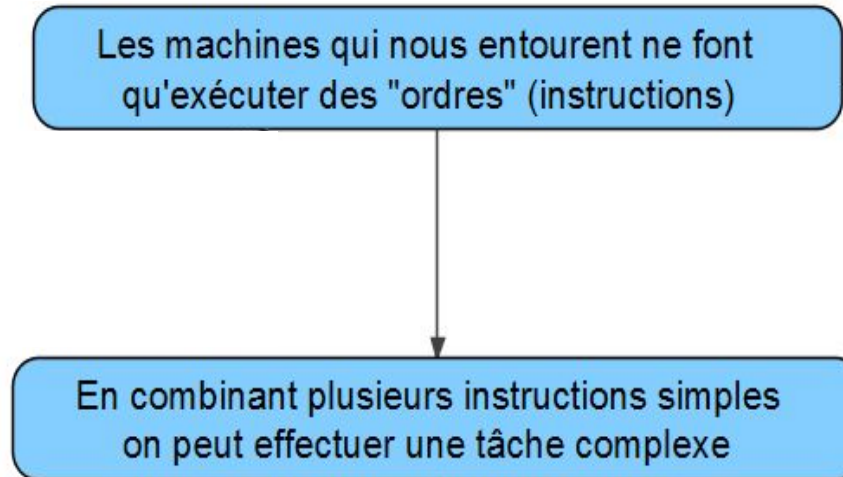 Les machines qui nous entourent ne font
qu'exécuter des "ordres" (instructions)
En combinant plusieurs instructions simples
on peut effectuer une tâche complexe